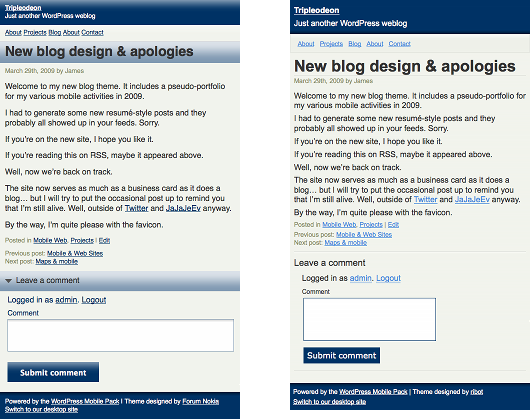 Tripleodeon
Just another WordPress weblog
About Projects Blog About Contact
New blog design & apologies
March 29th, 2009 by James
Welcome to my new blog theme. It includes a pseudo-portfolio
for my various mobile activities in 2009.
I had to generate some new resumé-style posts and they
probably all showed up in your feeds. Sorry.
If you're on the new site, I hope you like it.
If you're reading this on RSS, maybe it appeared above.
Well, now we're back on track.
The site now serves as much as a business card as it does a
blog… but I will try to put the occasional post up to remind you
that I'm still alive. Well, outside of Twitter and JaJaJeEv anyway.
By the way, I'm quite pleased with the favicon.
Posted in Mobile Web, Projects | Edit
Previous post: Mobile & Web Sites
Next post: Maps & mobile
Leave a comment
Logged in as admin. Logout
Comment
Submit comment
Powered by the WordPress Mobile Pack | Theme designed by Forum Nokia
Switch to our desktop site
Tripleodeon
Just another WordPress weblog
About Projects Blog About Contact
New blog design & apologies
March 29th, 2009 by James
Welcome to my new blog theme. It includes a pseudo-portfolio
for my various mobile activities in 2009.
I had to generate some new resumé-style posts and they
probably all showed up in your feeds. Sorry.
If you're on the new site, I hope you like it.
If you're reading this on RSS, maybe it appeared above.
Well, now we're back on track.
The site now serves as much as a business card as it does a
blog… but I will try to put the occasional post up to remind you
that I'm still alive. Well, outside of Twitter and JaJaJeEv anyway.
By the way, I'm quite pleased with the favicon.
Posted in Mobile Web, Projects | Edit
Previous post: Mobile & Web Sites
Next post: Maps & mobile
Leave a comment
Logged in as admin. Logout
Comment
Submit comment
Powered by the WordPress Mobile Pack | Theme designed by ribot
Switch to our desktop site